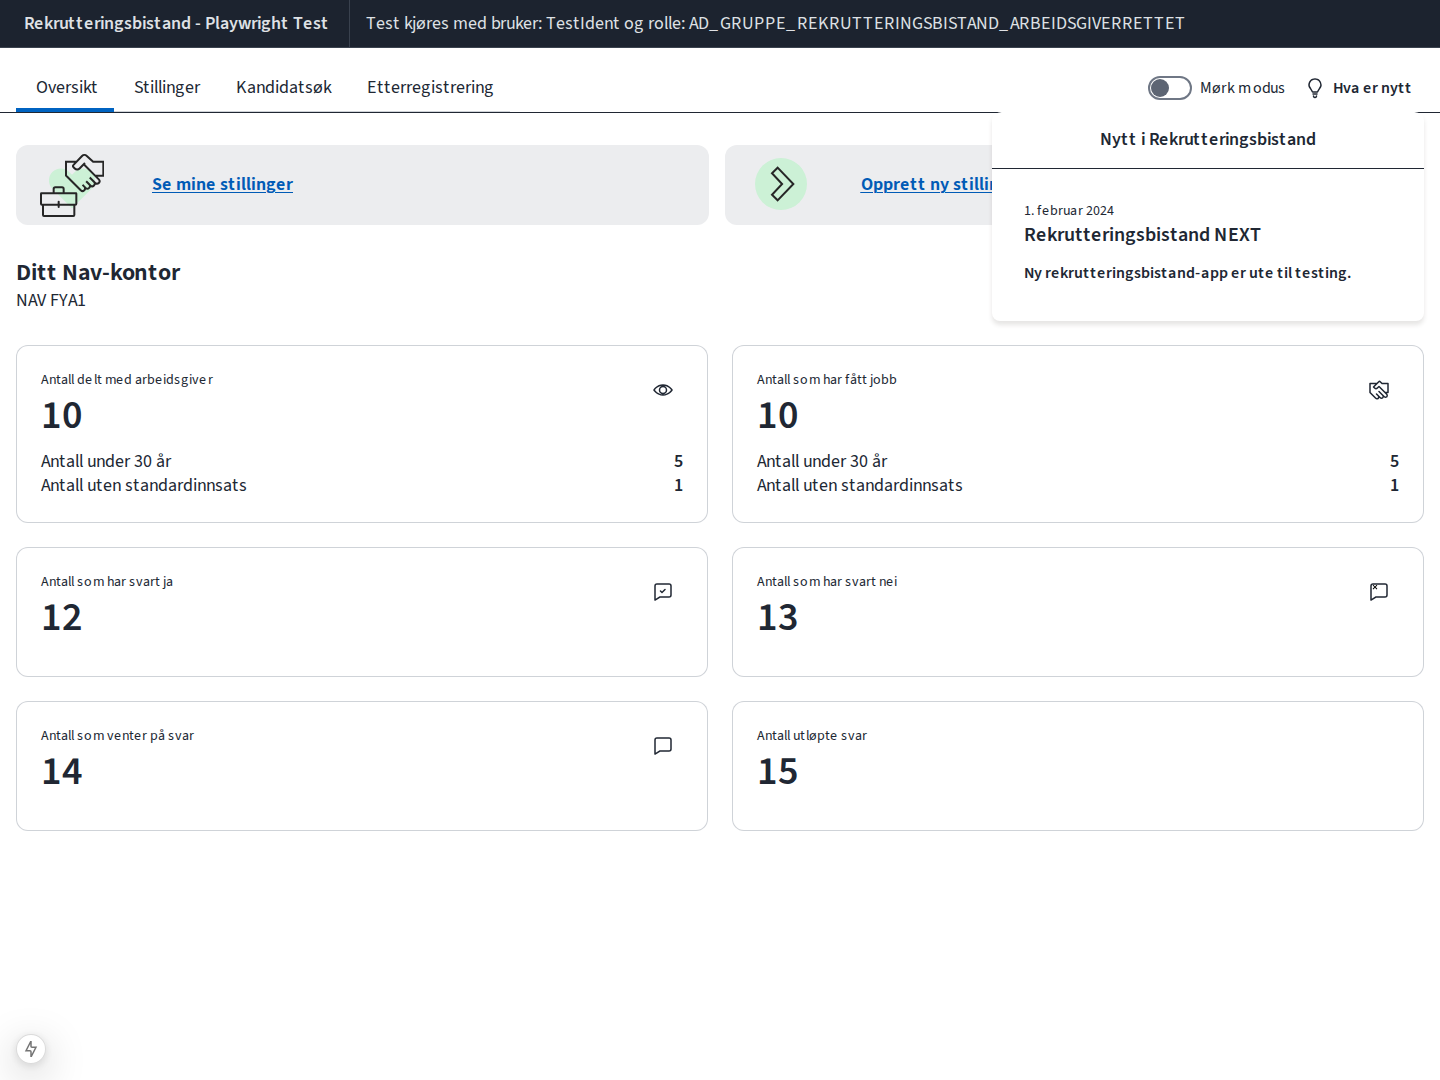 Rekrutteringsbistand - Playwright Test
Test kjøres med bruker: TestIdent og rolle: AD_GRUPPE_REKRUTTERINGSBISTAND_ARBEIDSGIVERRETTET
Oversikt
Stillinger
Kandidatsøk
Etterregistrering
Mørk modus
Hva er nytt
Nytt i Rekrutteringsbistand
1. februar 2024
Rekrutteringsbistand NEXT
Ny rekrutteringsbistand-app er ute til testing.
Se mine stillinger
Opprett ny
Ditt Nav-kontor
NAV FYA1
Antall delt med arbeidsgiver
10
Antall under 30 år 5
Antall uten standardinnsats 1
Antall som har fått jobb
10
Antall under 30 år 5
Antall uten standardinnsats 1
Antall som har svart ja
12
Antall som har svart nei
13
Antall som venter på svar
14
Antall utløpte svar
15